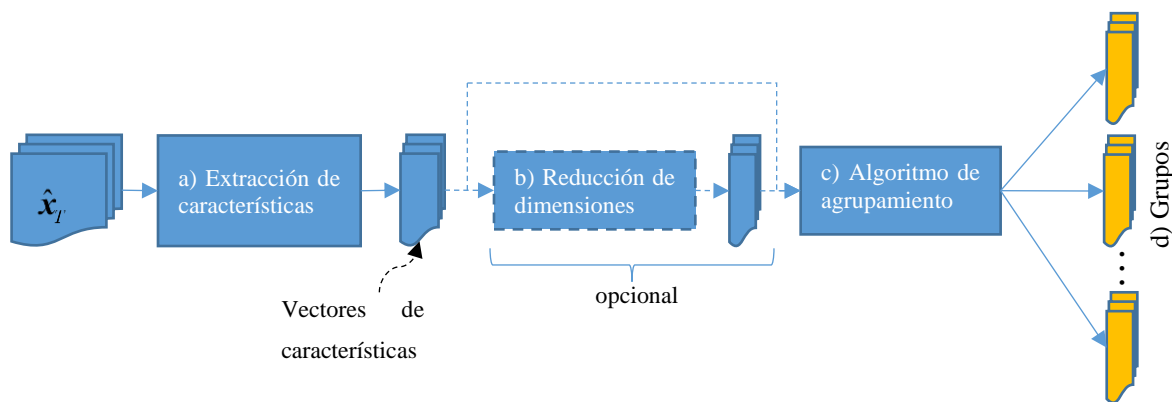 x̂_T
a) Extracción de
características
b) Reducción de
dimensiones
c) Algoritmo de
agrupamiento
d) Grupos
...
opcional
Vectores de
características